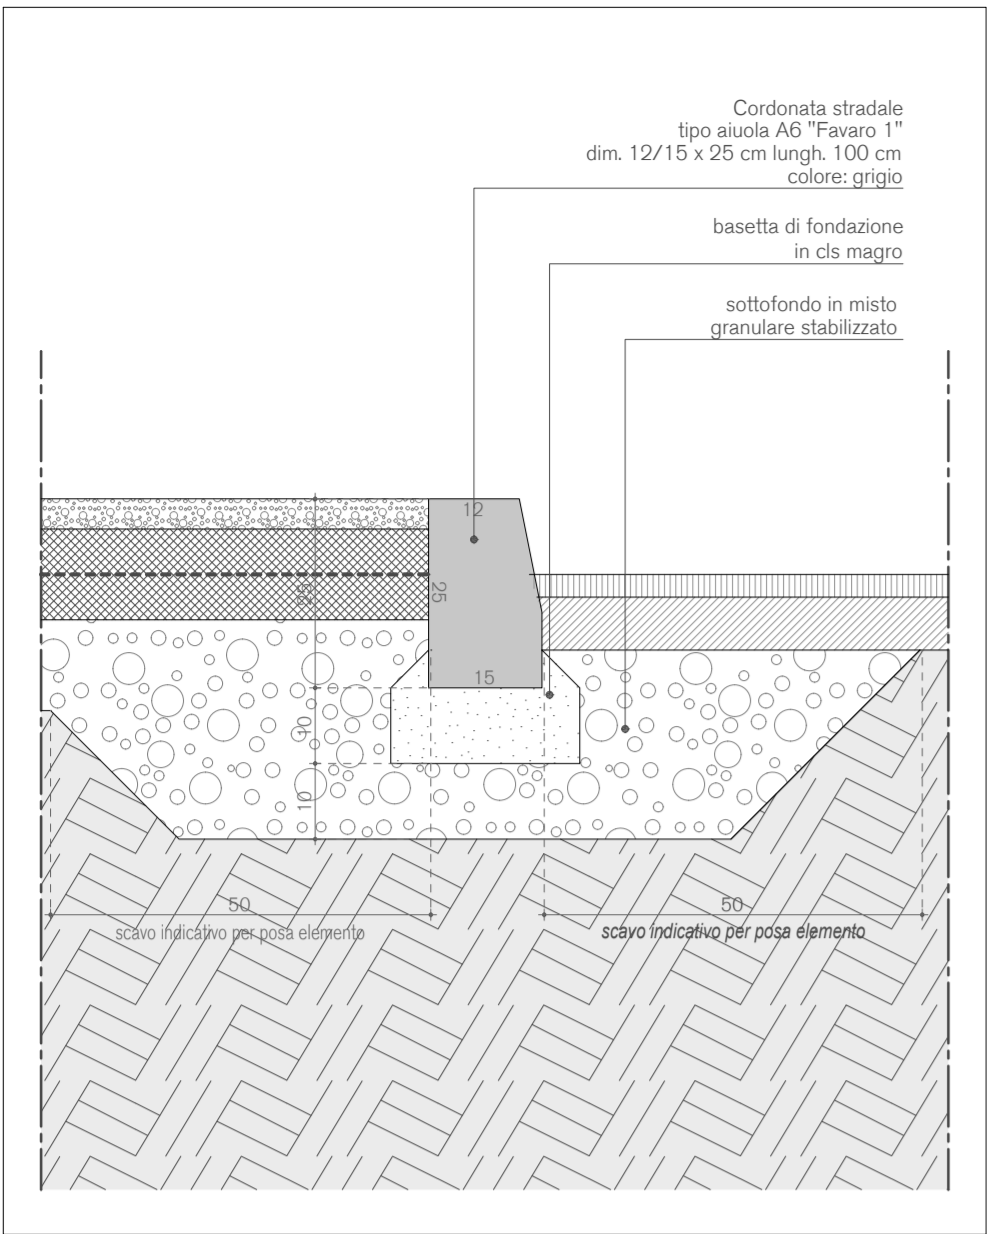 Cordonata stradale
tipo aiuola A6 "Favaro 1"
dim. 12/15 x 25 cm lungh. 100 cm
colore: grigio
basetta di fondazione
in cls magro
sottofondo in misto
granulare stabilizzato
12
25
25
15
10
10
50
scavo indicativo per posa elemento
50
scavo indicativo per posa elemento